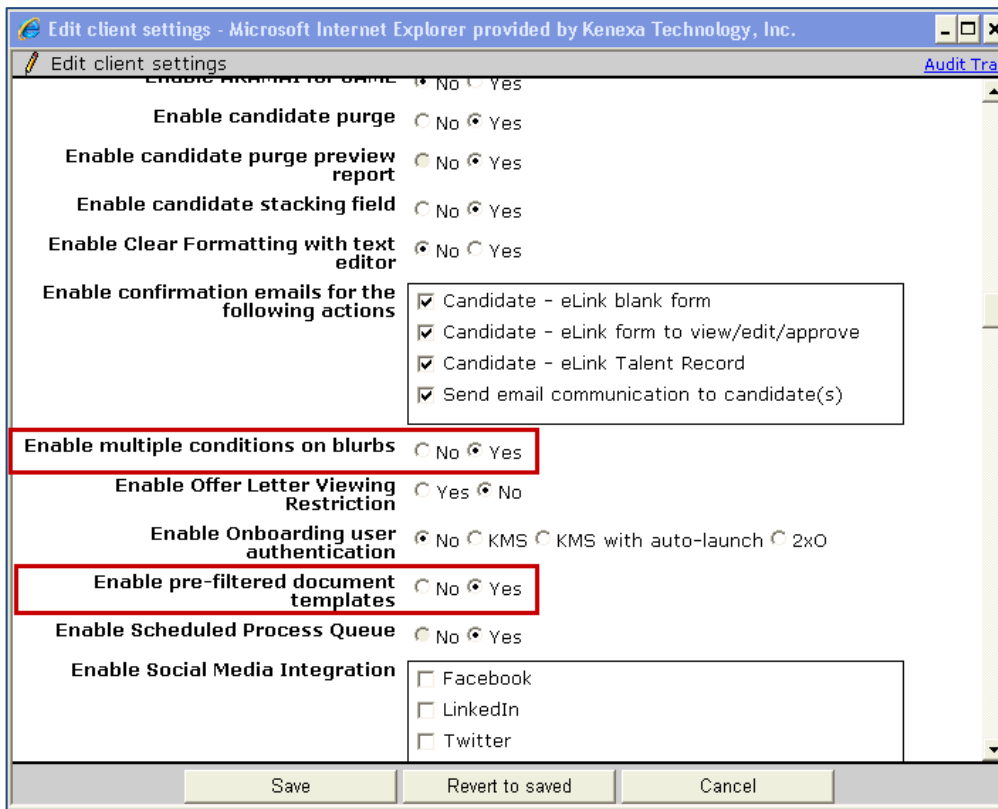 Edit client settings - Microsoft Internet Explorer provided by Kenexa Technology, Inc.
Edit client settings Audit Tra
Enable AKAMAI for SAME No Yes
Enable candidate purge No Yes
Enable candidate purge preview
report No Yes
Enable candidate stacking field No Yes
Enable Clear Formatting with text
editor No Yes
Enable confirmation emails for the
following actions
Candidate - eLink blank form
Candidate - eLink form to view/edit/approve
Candidate - eLink Talent Record
Send email communication to candidate(s)
Enable multiple conditions on blurbs No Yes
Enable Offer Letter Viewing
Restriction Yes No
Enable Onboarding user
authentication No KMS KMS with auto-launch 2xO
Enable pre-filtered document
templates No Yes
Enable Scheduled Process Queue No Yes
Enable Social Media Integration
Facebook
LinkedIn
Twitter
Save Revert to saved Cancel